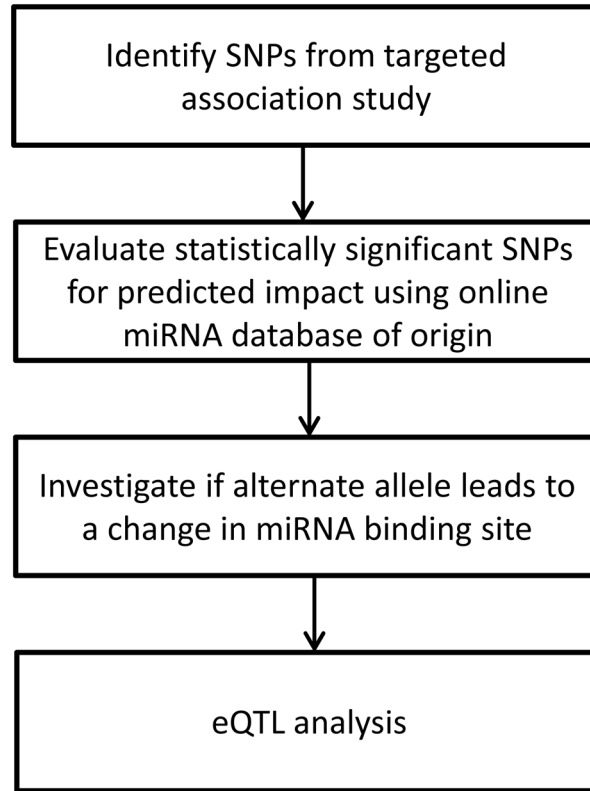 Identify SNPs from targeted
association study
Evaluate statistically significant SNPs
for predicted impact using online
miRNA database of origin
Investigate if alternate allele leads to
a change in miRNA binding site
eQTL analysis